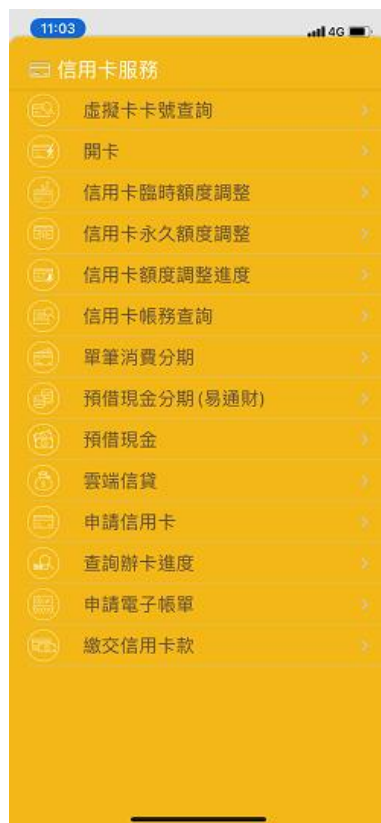 11:03
4G
信用卡服務
虛擬卡卡號查詢
開卡
信用卡臨時額度調整
信用卡永久額度調整
信用卡額度調整進度
信用卡帳務查詢
單筆消費分期
預借現金分期(易通財)
預借現金
雲端信貸
申請信用卡
查詢辦卡進度
申請電子帳單
繳交信用卡款